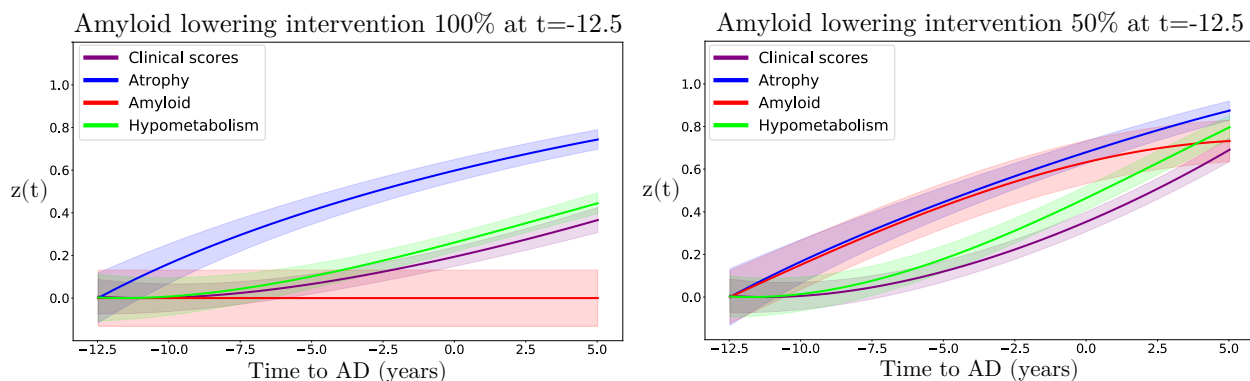 Amyloid lowering intervention 100% at t=-12.5
Clinical scores
Atrophy
Amyloid
Hypometabolism
z(t)
1.0
0.8
0.6
0.4
0.2
0.0
−12.5 −10.0 −7.5 −5.0 −2.5 0.0 2.5 5.0
Time to AD (years)
Amyloid lowering intervention 50% at t=-12.5
Clinical scores
Atrophy
Amyloid
Hypometabolism
z(t)
1.0
0.8
0.6
0.4
0.2
0.0
−12.5 −10.0 −7.5 −5.0 −2.5 0.0 2.5 5.0
Time to AD (years)